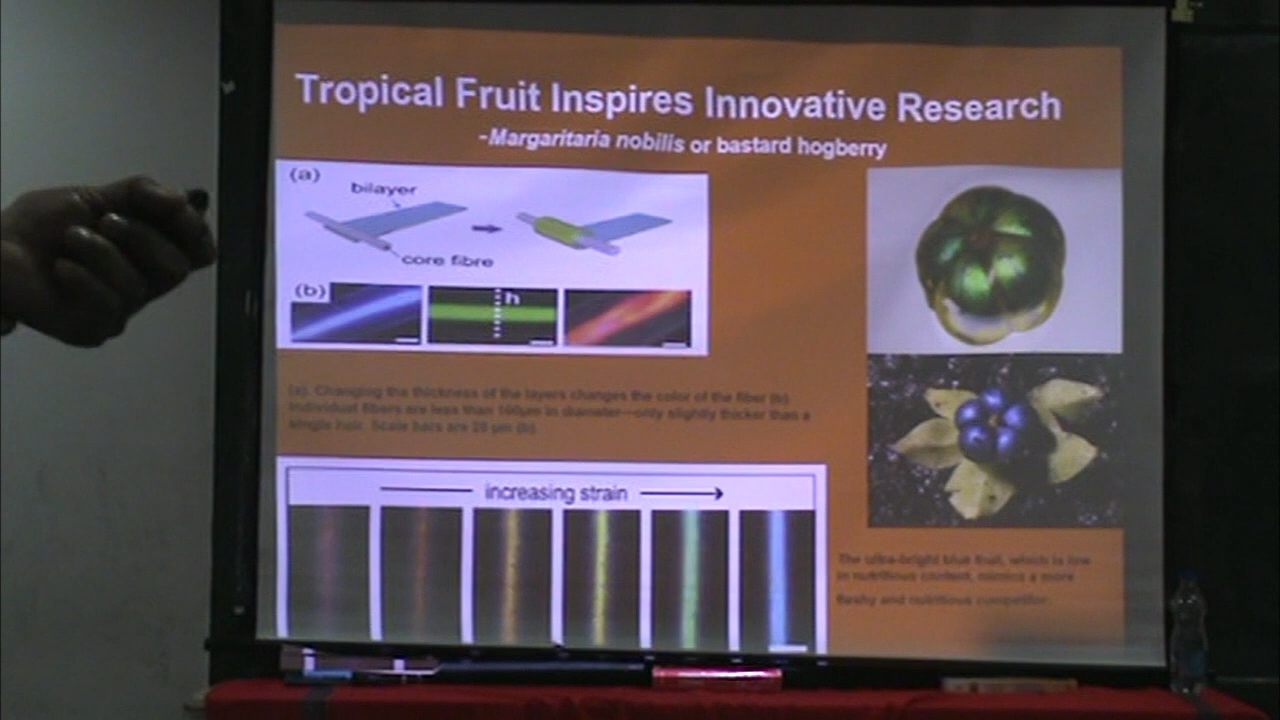 Tropical Fruit Inspires Innovative Research
-Margaritaria nobilis or bastard hogberry
(a)
bilayer
core fibre
(b)
h
(a). Changing the thickness of the layers changes the color of the fiber (b)
Individual fibers are less than 100µm in diameter—only slightly thicker than a
single hair. Scale bars are 20 µm (b)
increasing strain
The ultra-bright blue fruit, which is low
in nutritious content, mimics a more
fleshy and nutritious competitor.